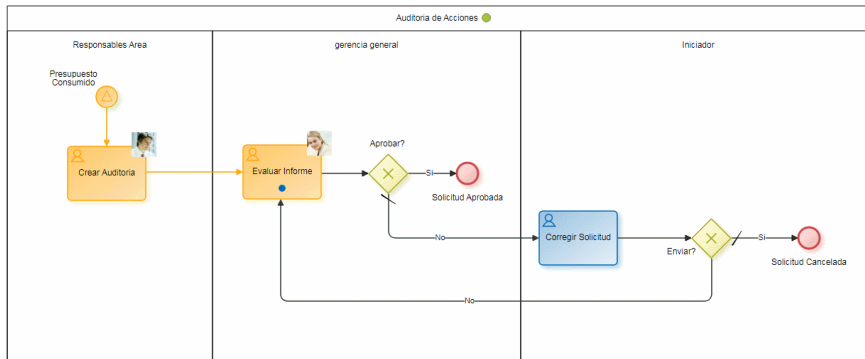 Auditoria de Acciones
Responsables Area
gerencia general
Iniciador
Presupuesto
Consumido
Crear Auditoria
Evaluar Informe
Aprobar?
Si
Solicitud Aprobada
No
Corregir Solicitud
Enviar?
Si
Solicitud Cancelada
No